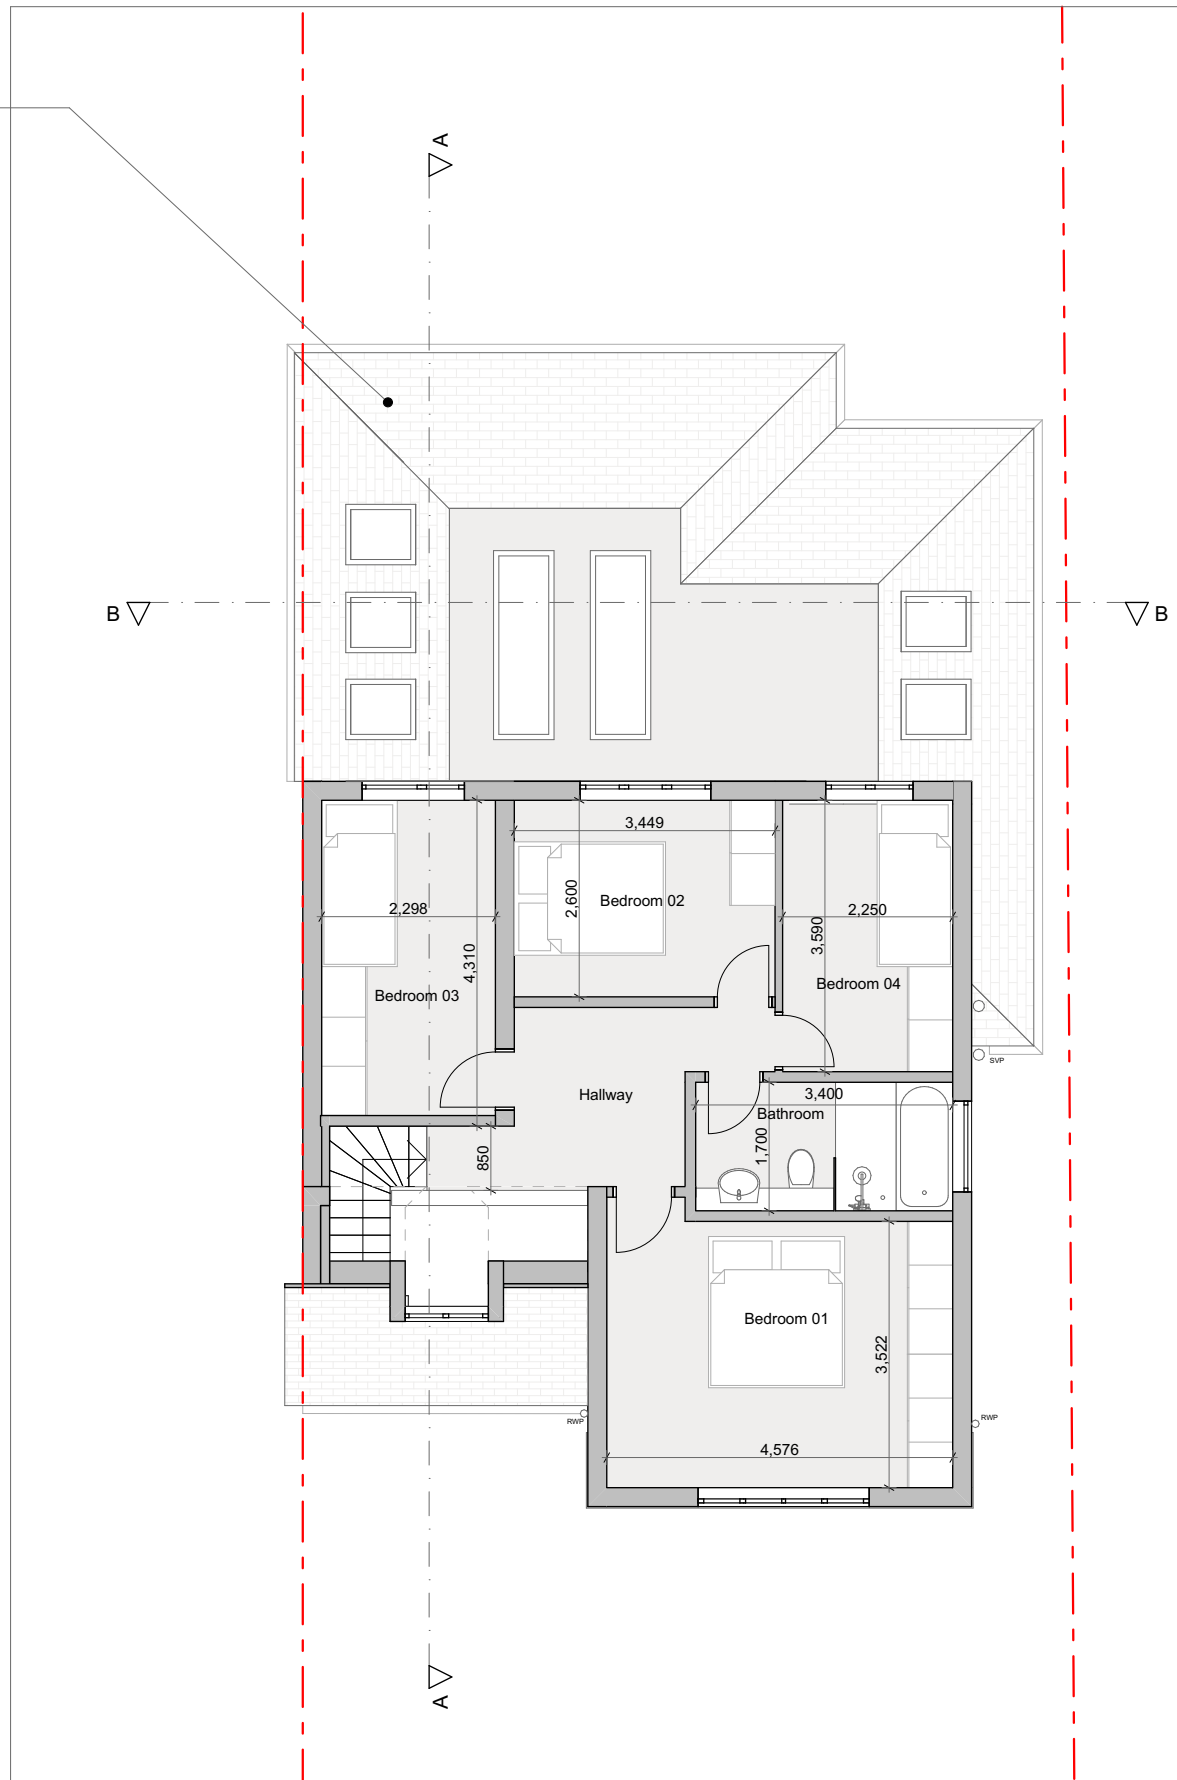 A
B
B
3,449
2,600
Bedroom 02
2,298
2,250
3,590
4,310
Bedroom 03
Bedroom 04
SVP
Hallway
3,400
Bathroom
1,700
850
Bedroom 01
3,522
RWP
RWP
4,576
A